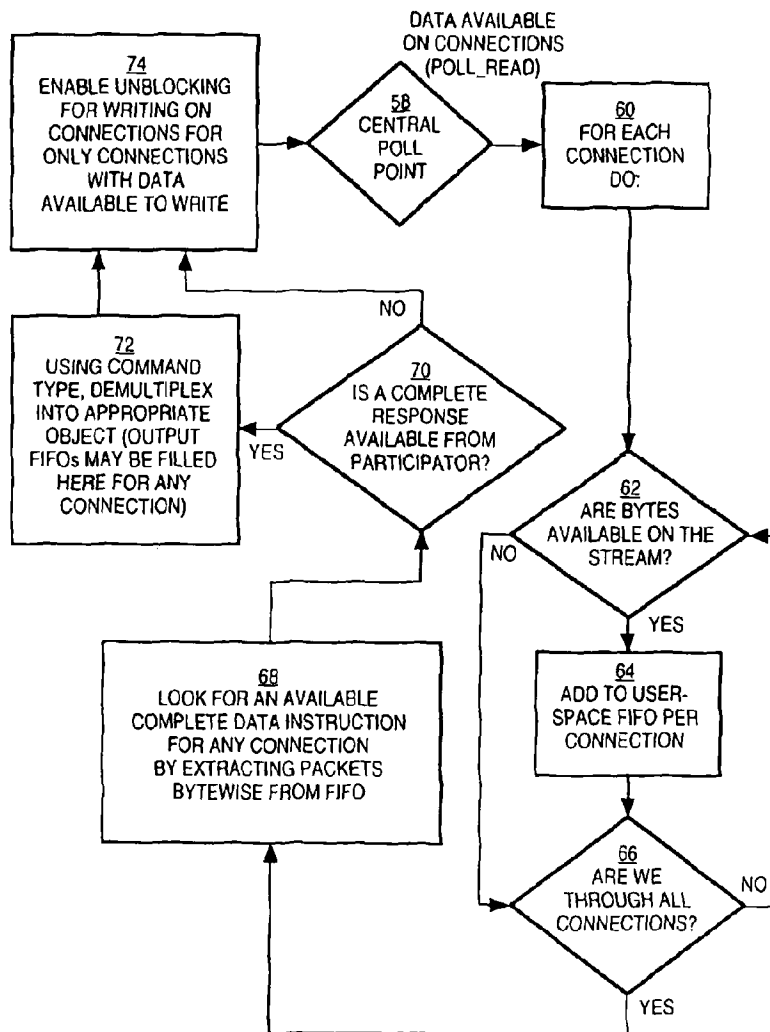 DATA AVAILABLE
ON CONNECTIONS
(POLL_READ)
74
ENABLE UNBLOCKING
FOR WRITING ON
CONNECTIONS FOR
ONLY CONNECTIONS
WITH DATA
AVAILABLE TO WRITE
58
CENTRAL
POLL
POINT
60
FOR EACH
CONNECTION
DO:
NO
72
USING COMMAND
TYPE, DEMULTIPLEX
INTO APPROPRIATE
OBJECT (OUTPUT
FIFOs MAY BE FILLED
HERE FOR ANY
CONNECTION)
YES
70
IS A COMPLETE
RESPONSE
AVAILABLE FROM
PARTICIPATOR?
62
ARE BYTES
AVAILABLE ON THE
STREAM?
NO
YES
64
ADD TO USER-
SPACE FIFO PER
CONNECTION
68
LOOK FOR AN AVAILABLE
COMPLETE DATA INSTRUCTION
FOR ANY CONNECTION
BY EXTRACTING PACKETS
BYTEWISE FROM FIFO
66
ARE WE
THROUGH ALL
CONNECTIONS?
NO
YES